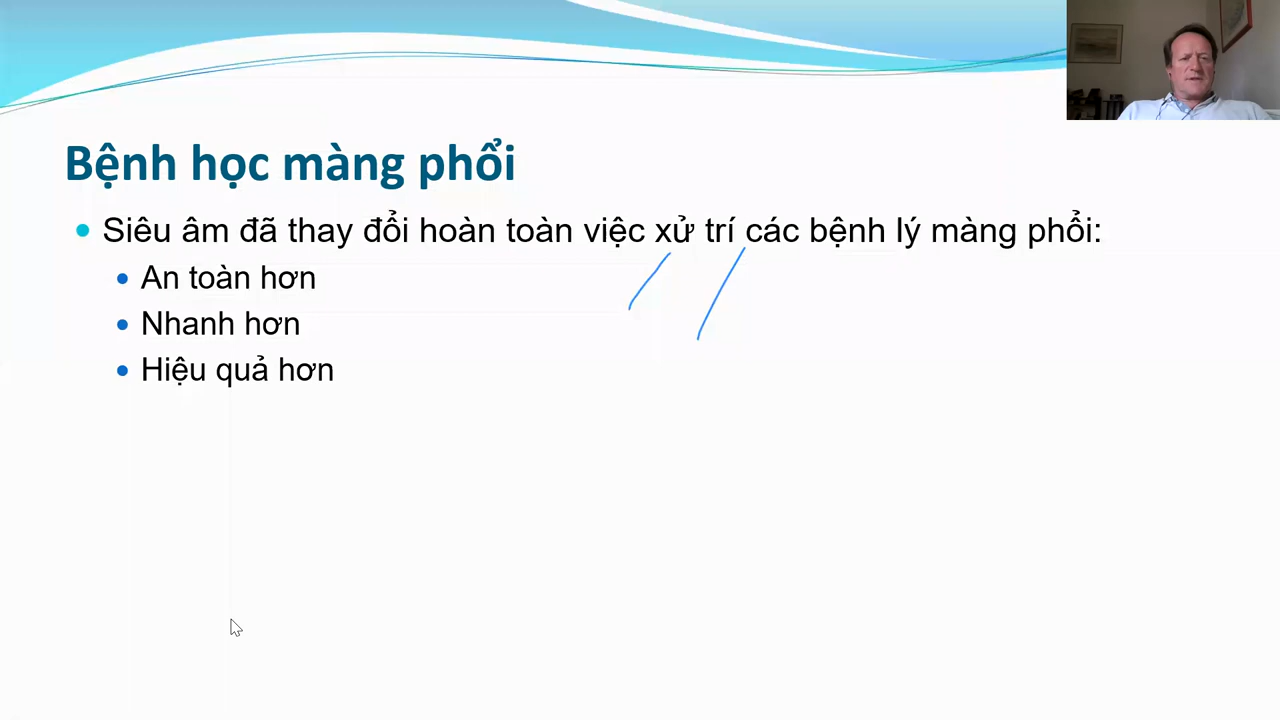 Bệnh học màng phổi
Siêu âm đã thay đổi hoàn toàn việc xử trí các bệnh lý màng phổi:
An toàn hơn
Nhanh hơn
Hiệu quả hơn